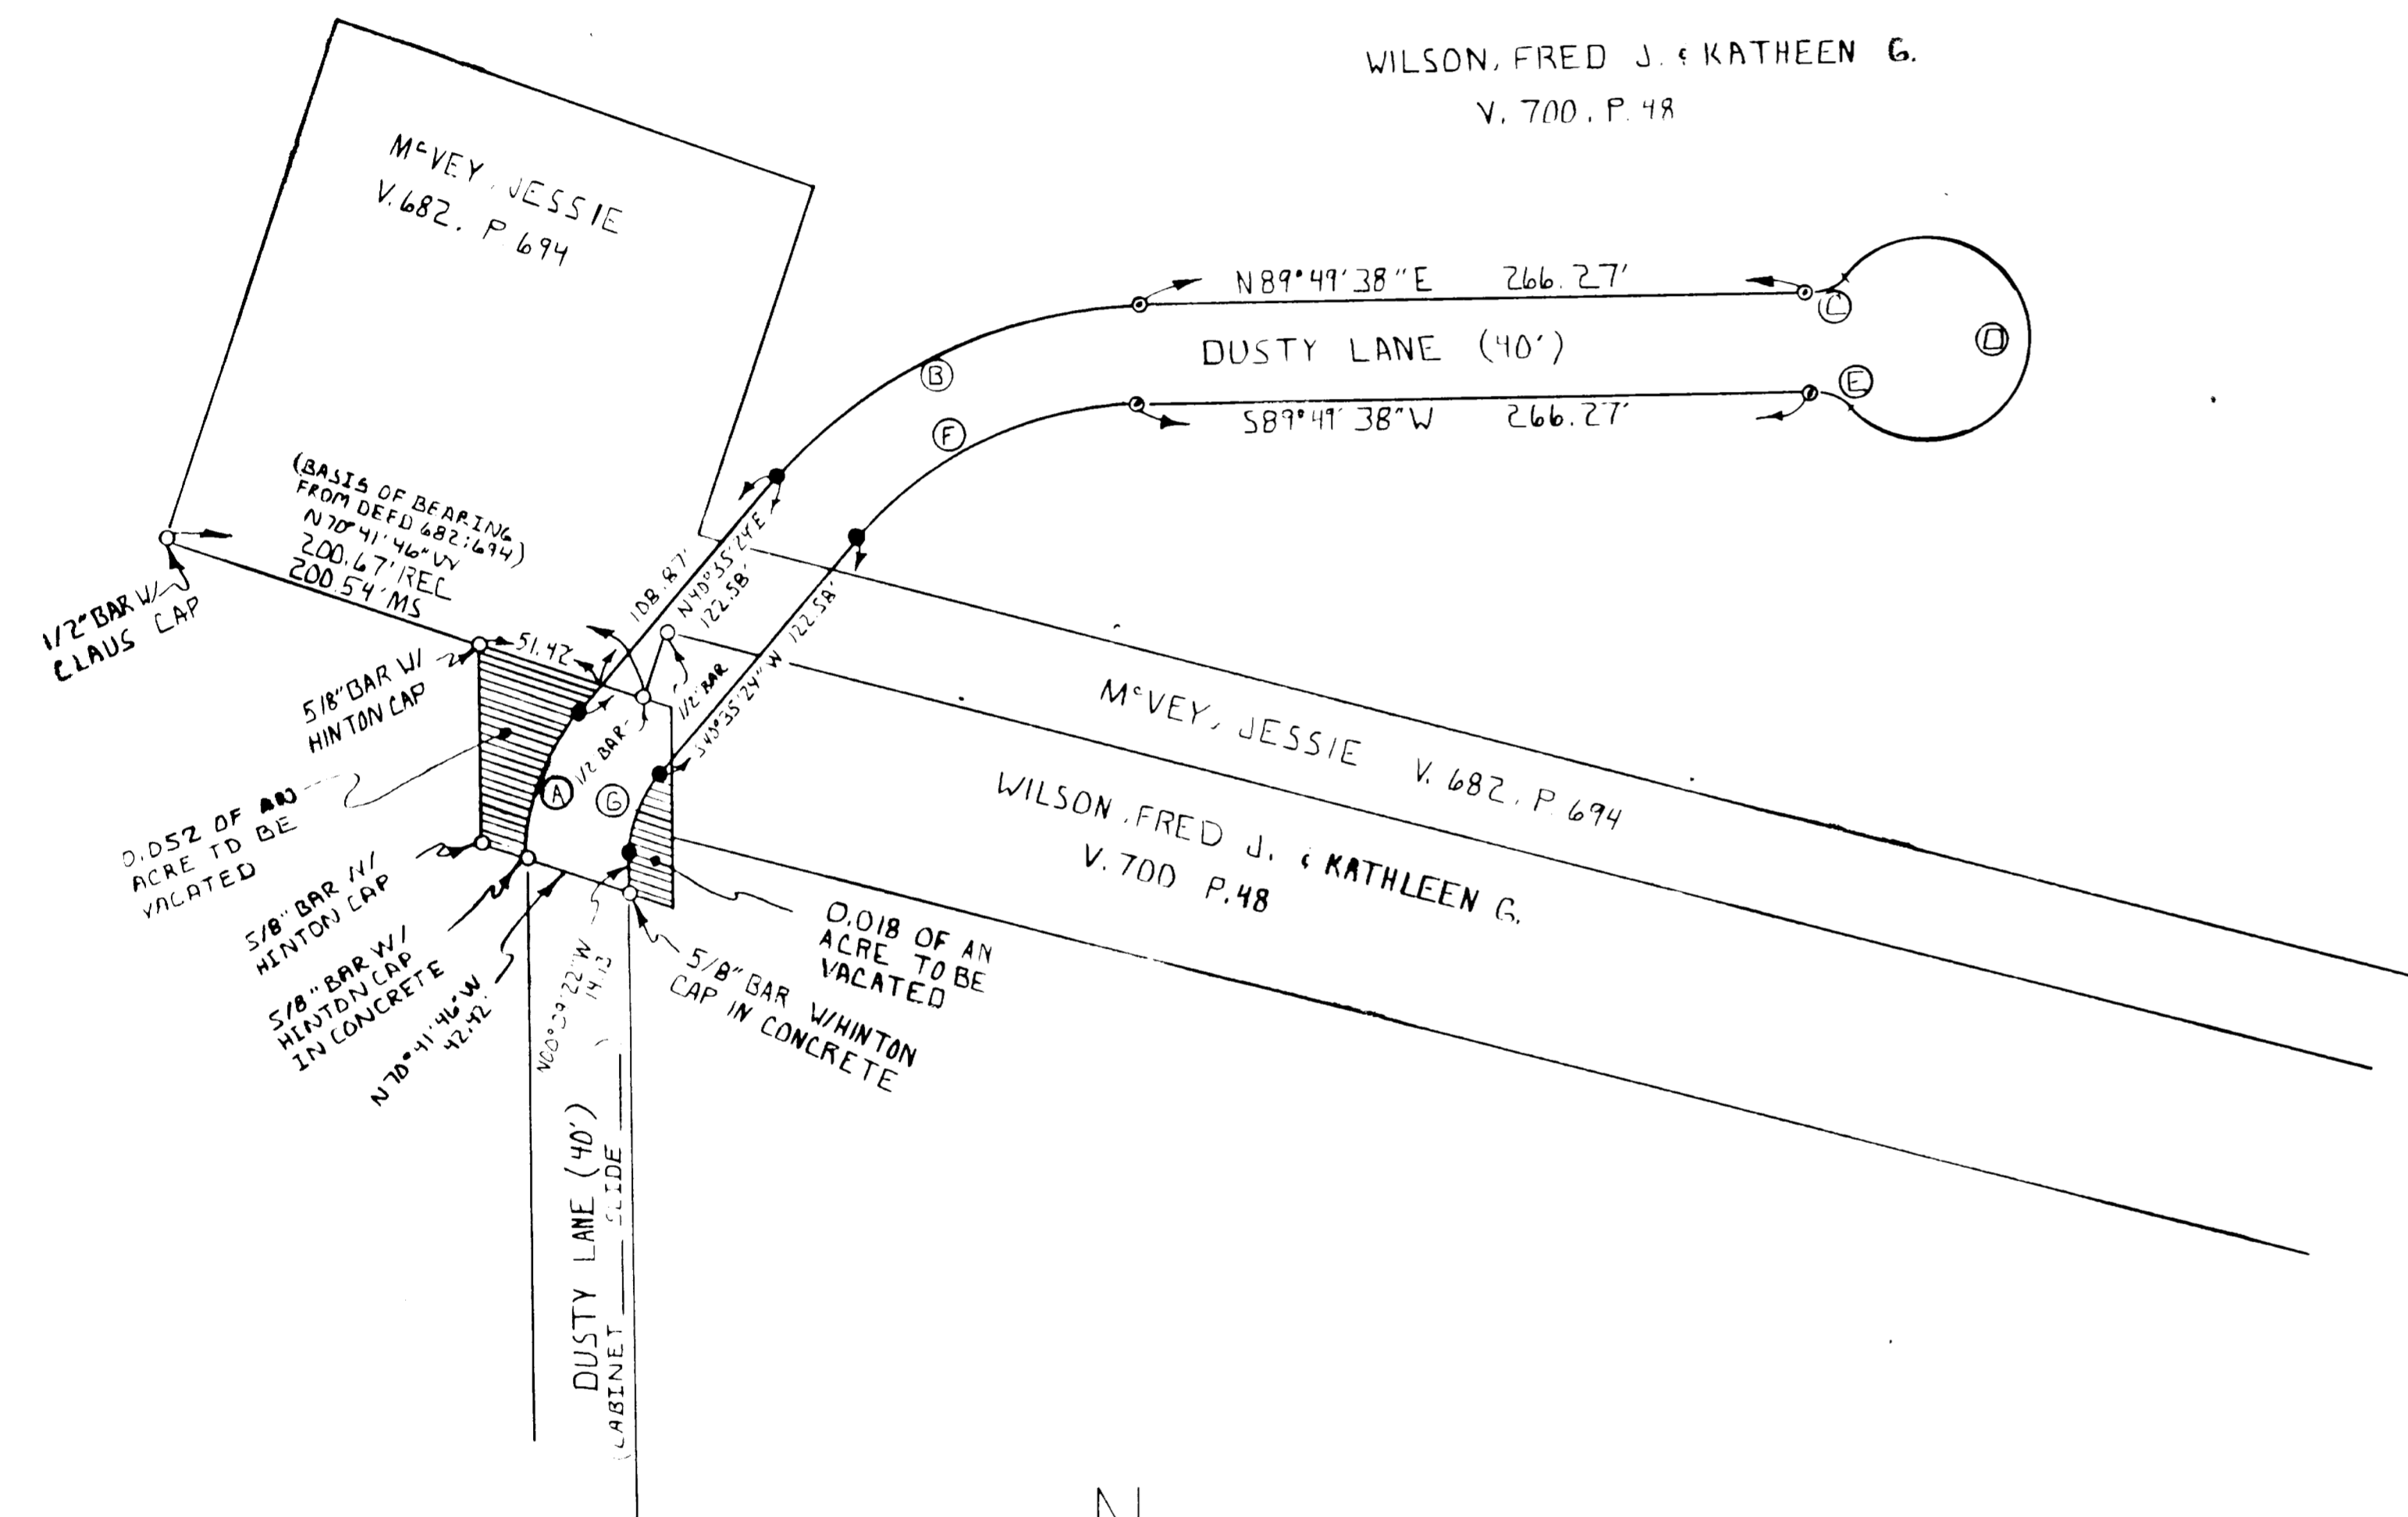 WILSON, FRED J. & KATHEEN G.
V. 700. P. 48
McVEY, JESSIE
V. 682. P. 694
N89°49'38"E 266.27'
C
DUSTY LANE (40')
D
B
E
S89°49'38"W 266.27'
F
(BASIS OF BEARING
FROM DEED 682:694)
N70°41'46"W
200.67' REC
200.54' MS
1/2" BAR W/
CLAUS CAP
108.87'
N40°35'24"E
122.58'
S40°35'24"W 122.58'
51.42
5/8" BAR W/
HINTON CAP
1/2" BAR
1/2 BAR
A
G
McVEY, JESSIE V. 682. P. 694
WILSON, FRED J. & KATHLEEN G.
V. 700 P.48
0.052 OF AN
ACRE TO BE
VACATED
5/8" BAR W/
HINTON CAP
5/8" BAR W/
HINTON CAP
IN CONCRETE
N70°41'46"W
42.42'
14.13
0.018 OF AN
ACRE TO BE
VACATED
5/8" BAR W/HINTON
CAP IN CONCRETE
DUSTY LANE (40')
(CABINET ___ SLIDE ___)
N